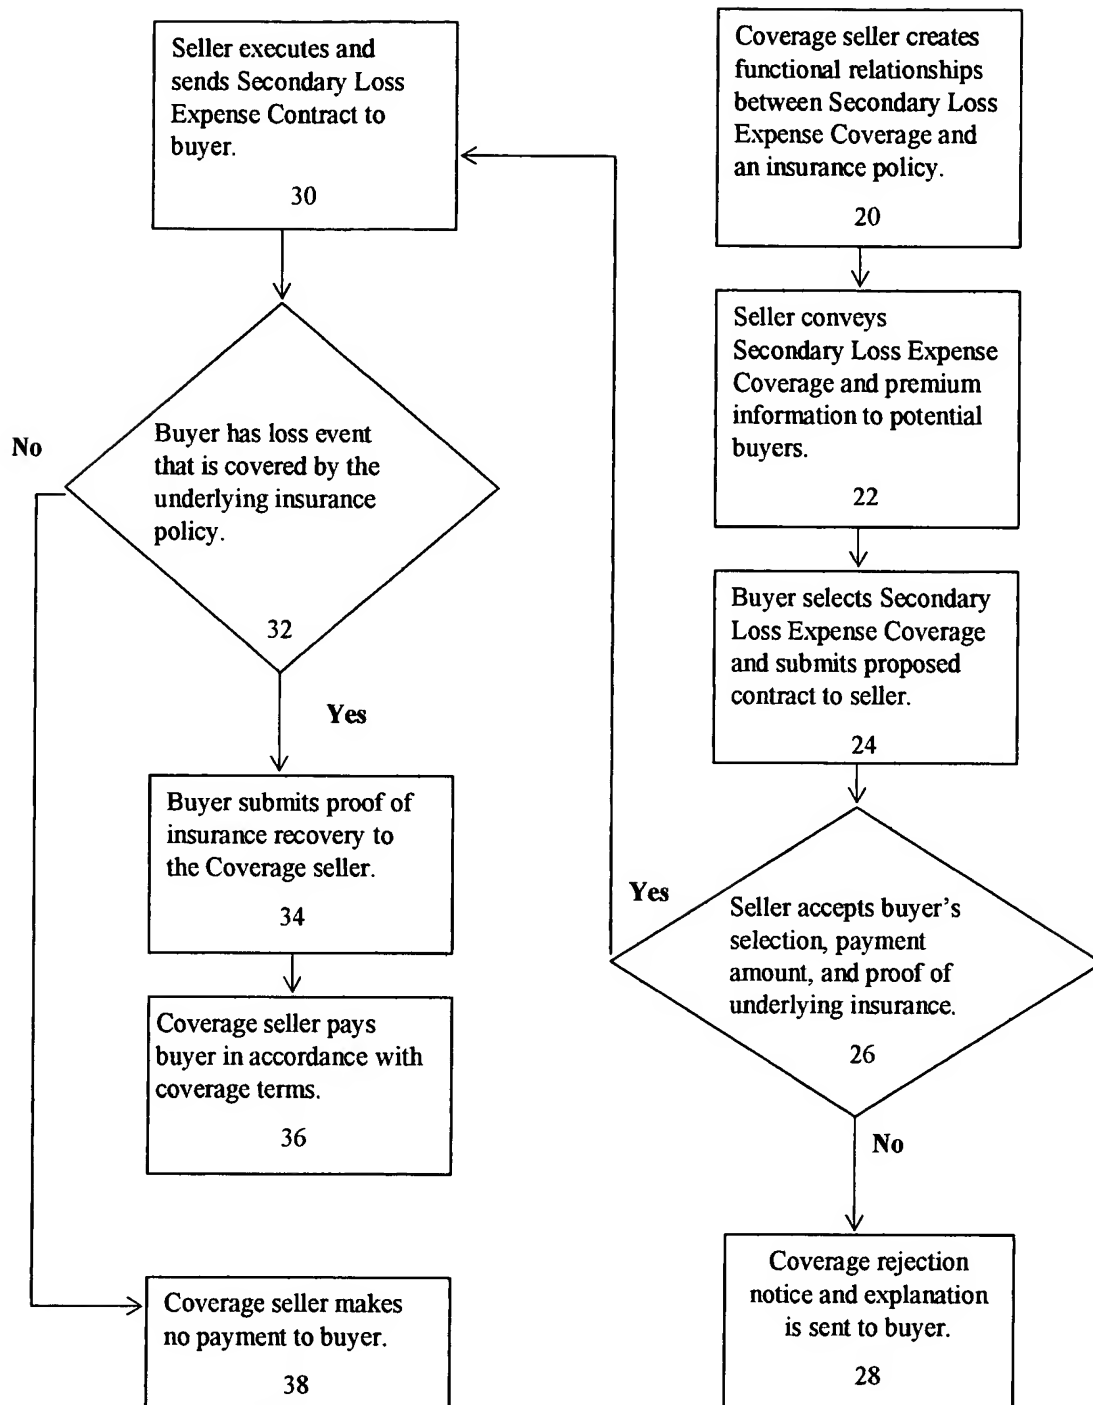 Coverage seller creates
functional relationships
between Secondary Loss
Expense Coverage and
an insurance policy.
20
Seller conveys
Secondary Loss Expense
Coverage and premium
information to potential
buyers.
22
Buyer selects Secondary
Loss Expense Coverage
and submits proposed
contract to seller.
24
Yes
Seller accepts buyer's
selection, payment
amount, and proof of
underlying insurance.
26
No
Coverage rejection
notice and explanation
is sent to buyer.
28
Seller executes and
sends Secondary Loss
Expense Contract to
buyer.
30
No
Buyer has loss event
that is covered by the
underlying insurance
policy.
32
Yes
Buyer submits proof of
insurance recovery to
the Coverage seller.
34
Coverage seller pays
buyer in accordance with
coverage terms.
36
Coverage seller makes
no payment to buyer.
38